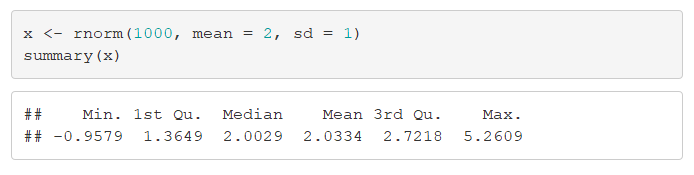 x <- rnorm(1000, mean = 2, sd = 1)
summary(x)
##    Min. 1st Qu.  Median    Mean 3rd Qu.    Max.
## -0.9579  1.3649  2.0029  2.0334  2.7218  5.2609